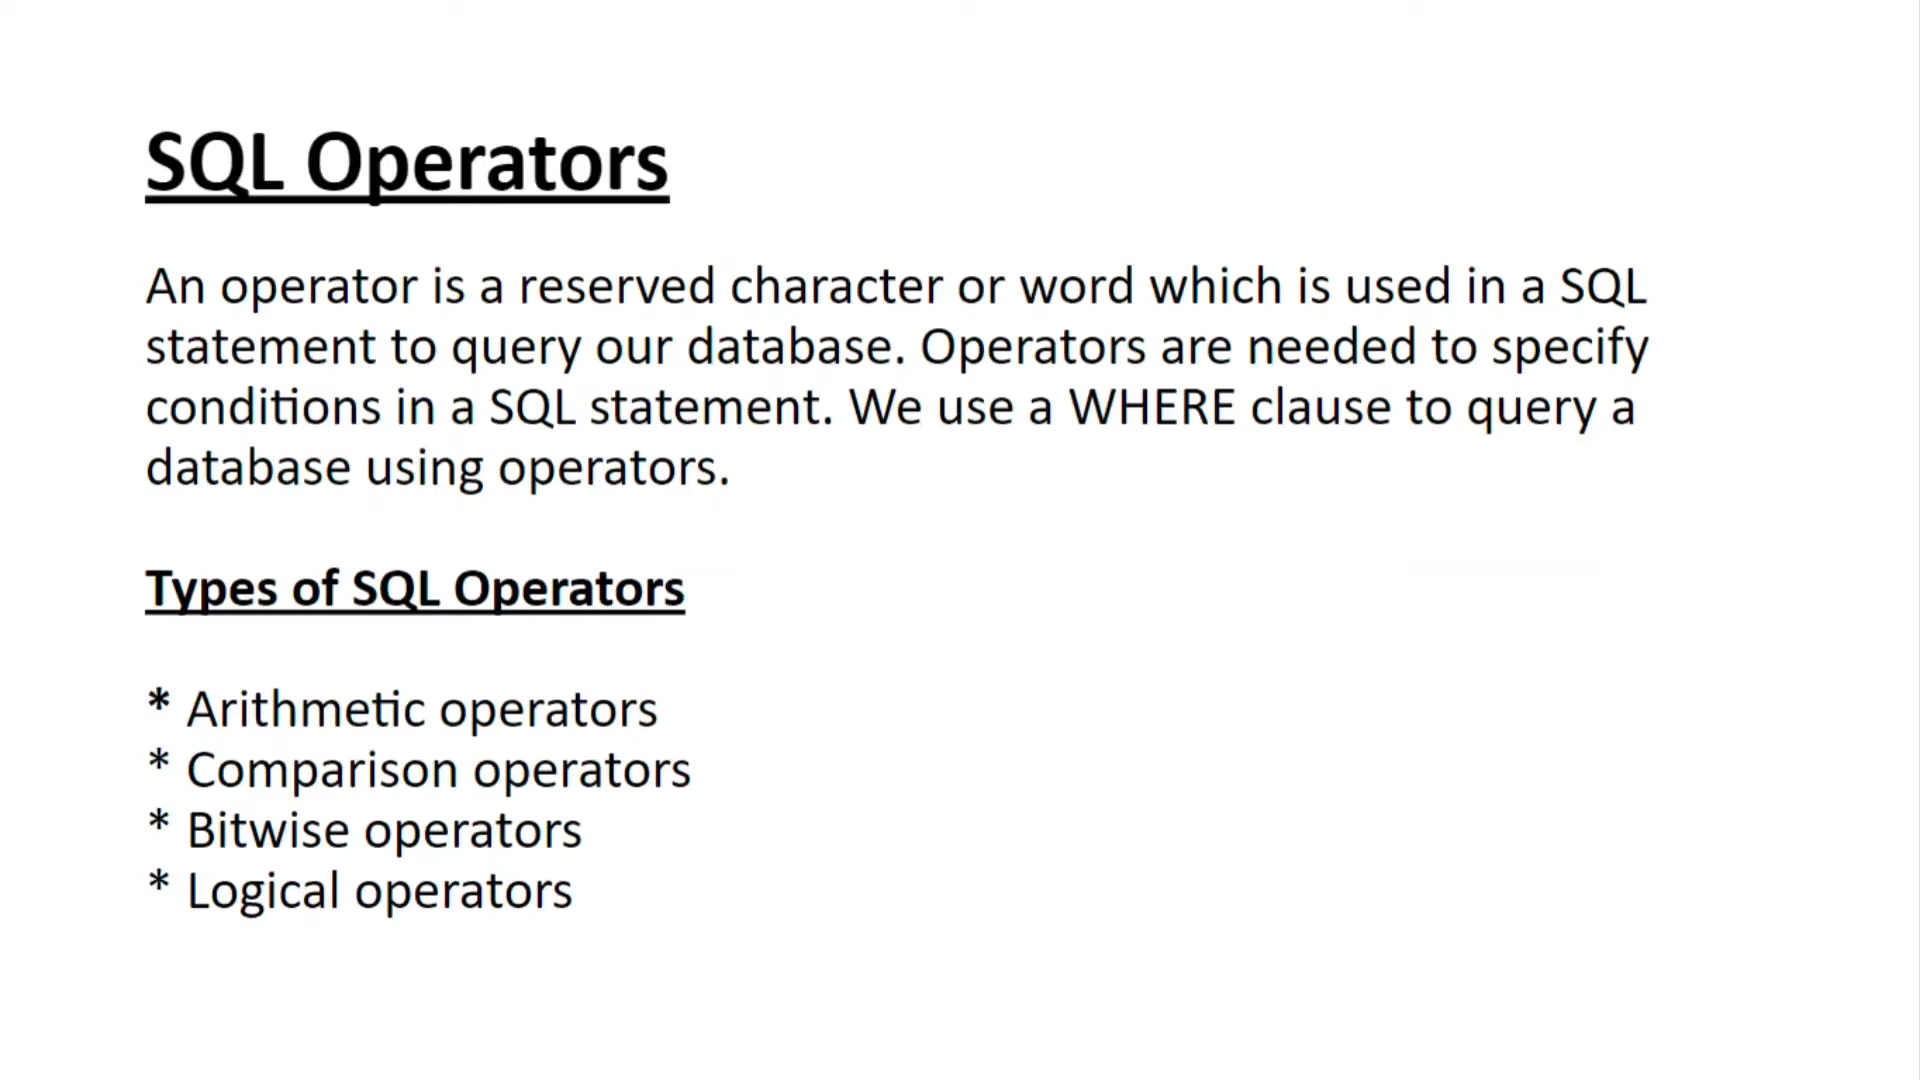 SQL Operators
An operator is a reserved character or word which is used in a SQL
statement to query our database. Operators are needed to specify
conditions in a SQL statement. We use a WHERE clause to query a
database using operators.
Types of SQL Operators
* Arithmetic operators
* Comparison operators
* Bitwise operators
* Logical operators